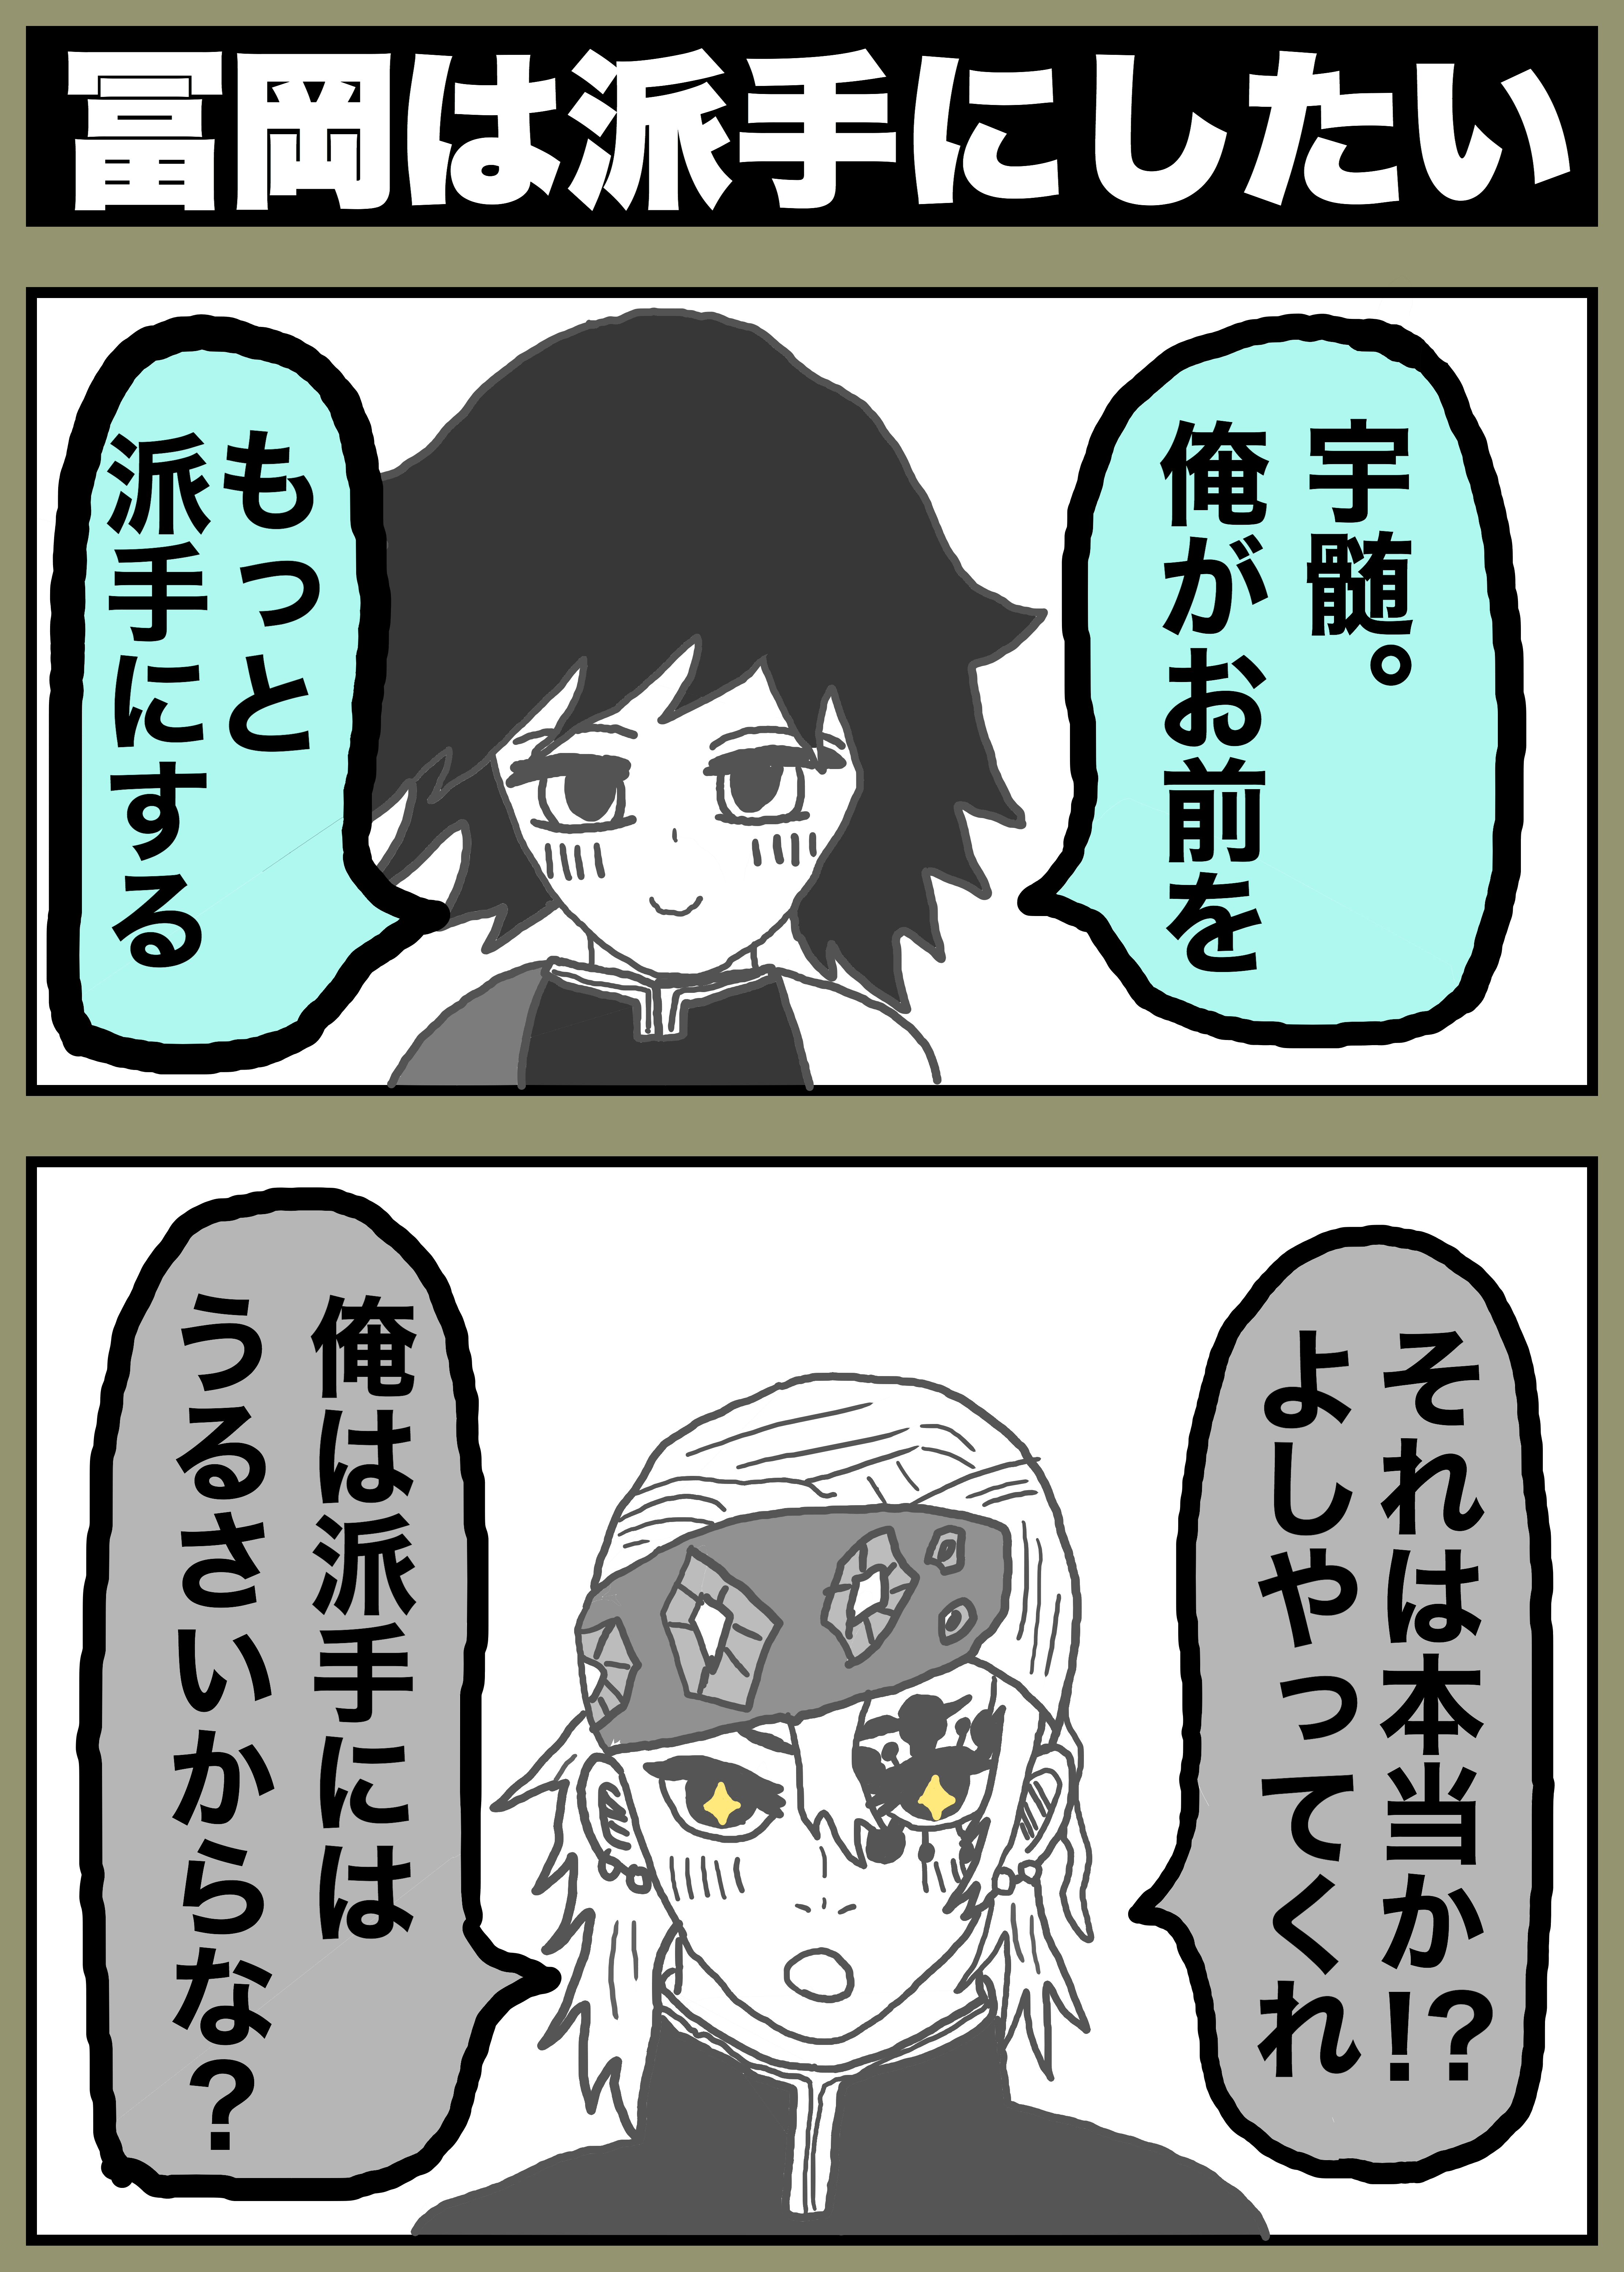 冨岡は派手にしたい
宇髄。
俺がお前を
もっと
派手にする
それは本当か!?
よしやってくれ
俺は派手には
うるさいからな?